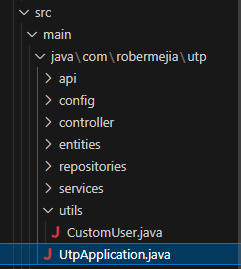 src
main
java\com\robermejia\utp
api
config
controller
entities
repositories
services
utils
J CustomUser.java
J UtpApplication.java